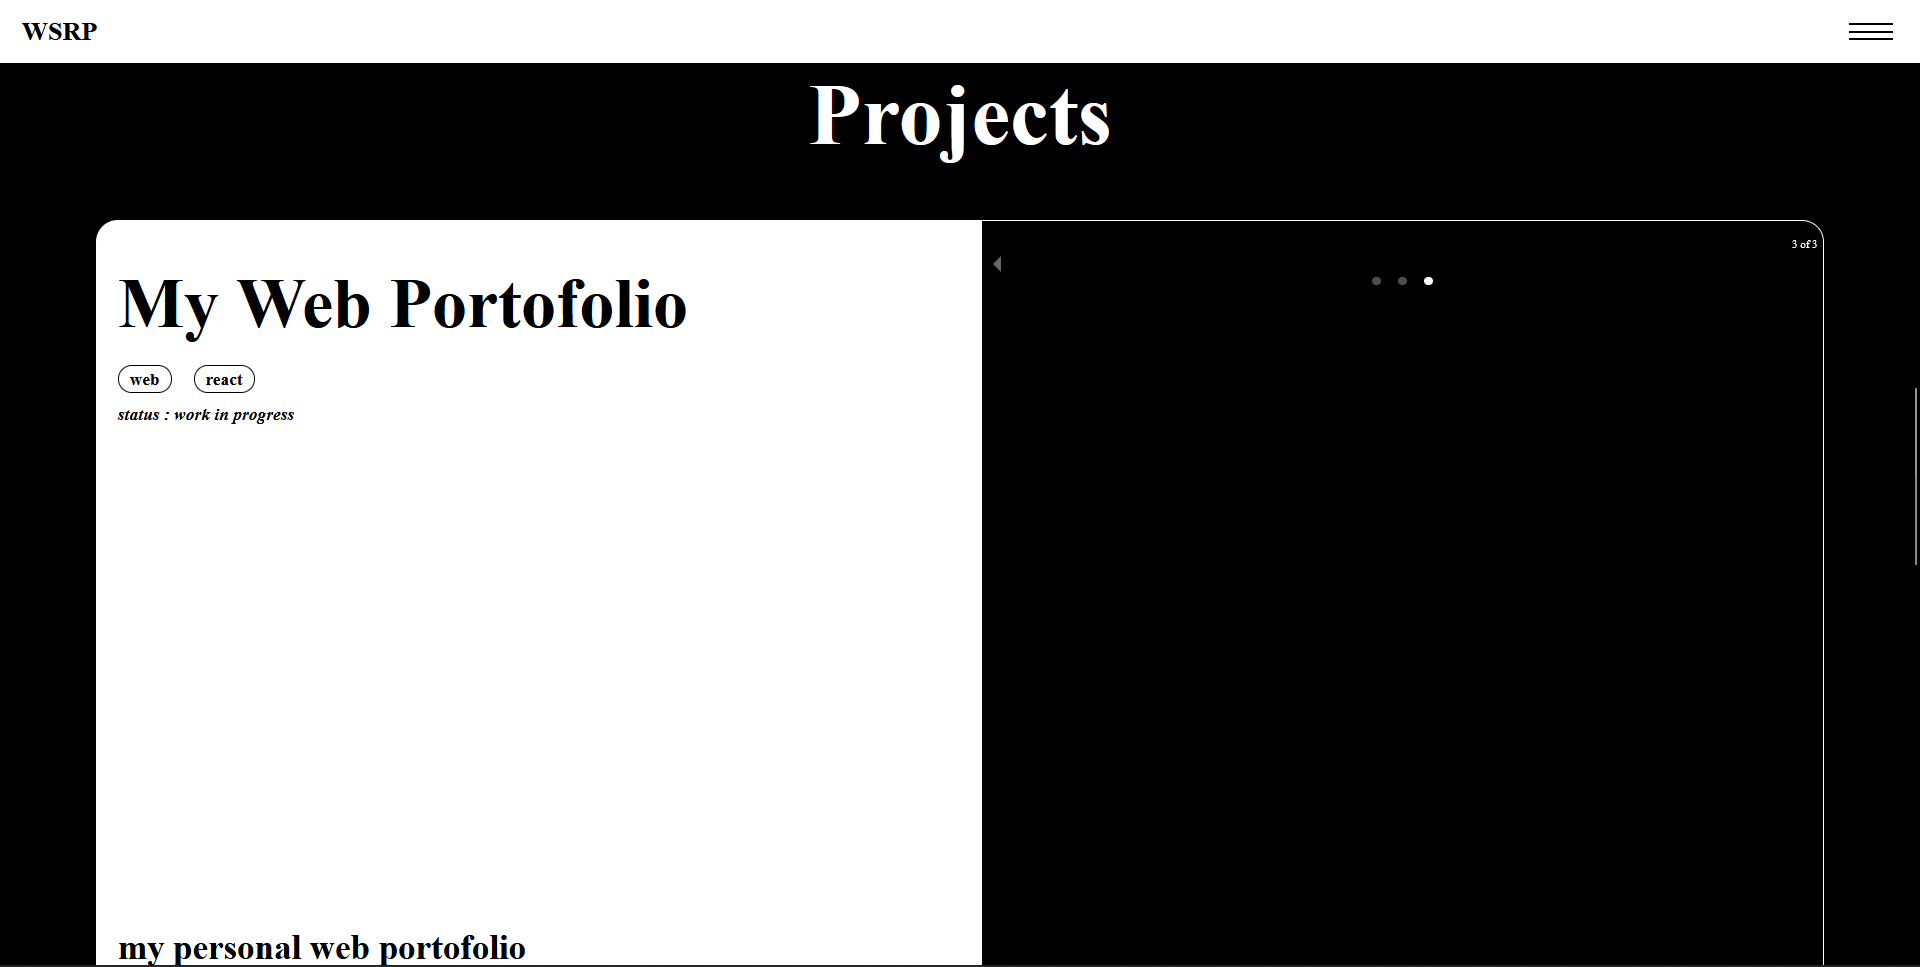 WSRP
Projects
3 of 3
My Web Portofolio
web
react
status : work in progress
my personal web portofolio